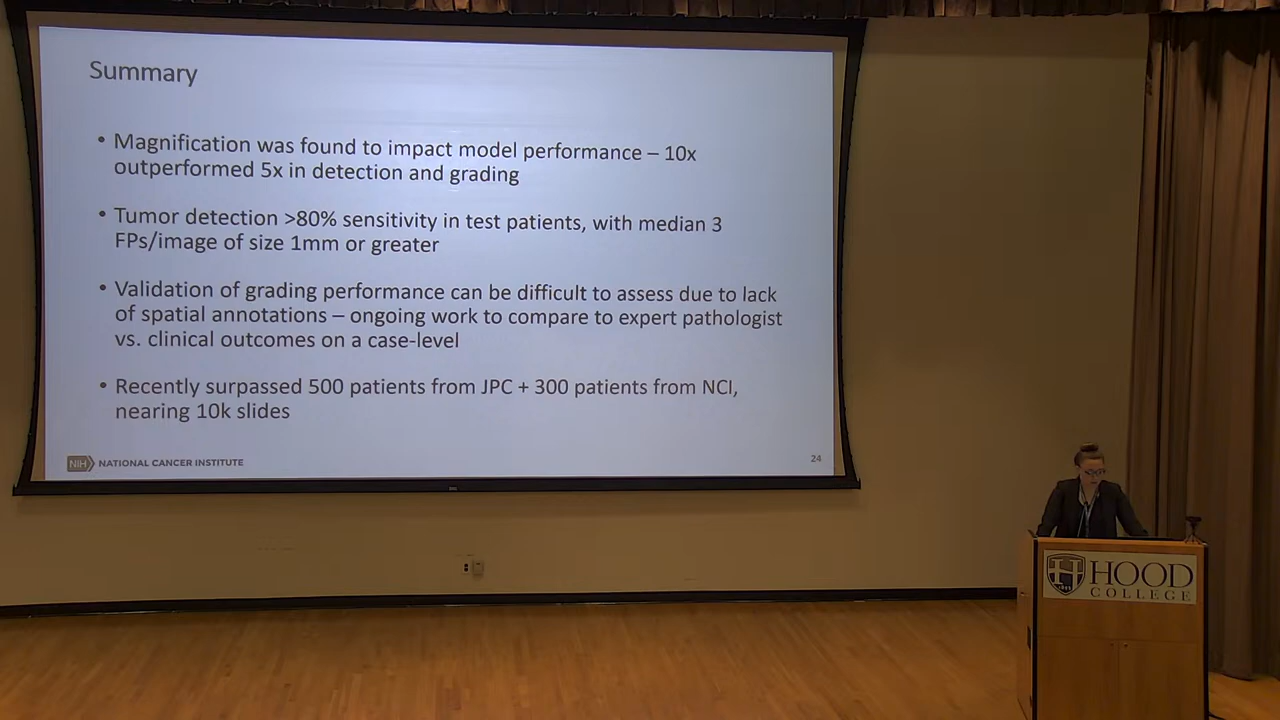 Summary
• Magnification was found to impact model performance – 10x
outperformed 5x in detection and grading
• Tumor detection >80% sensitivity in test patients, with median 3
FPs/image of size 1mm or greater
• Validation of grading performance can be difficult to assess due to lack
of spatial annotations – ongoing work to compare to expert pathologist
vs. clinical outcomes on a case-level
• Recently surpassed 500 patients from JPC + 300 patients from NCI,
nearing 10k slides
NIH NATIONAL CANCER INSTITUTE
24
HOOD
COLLEGE